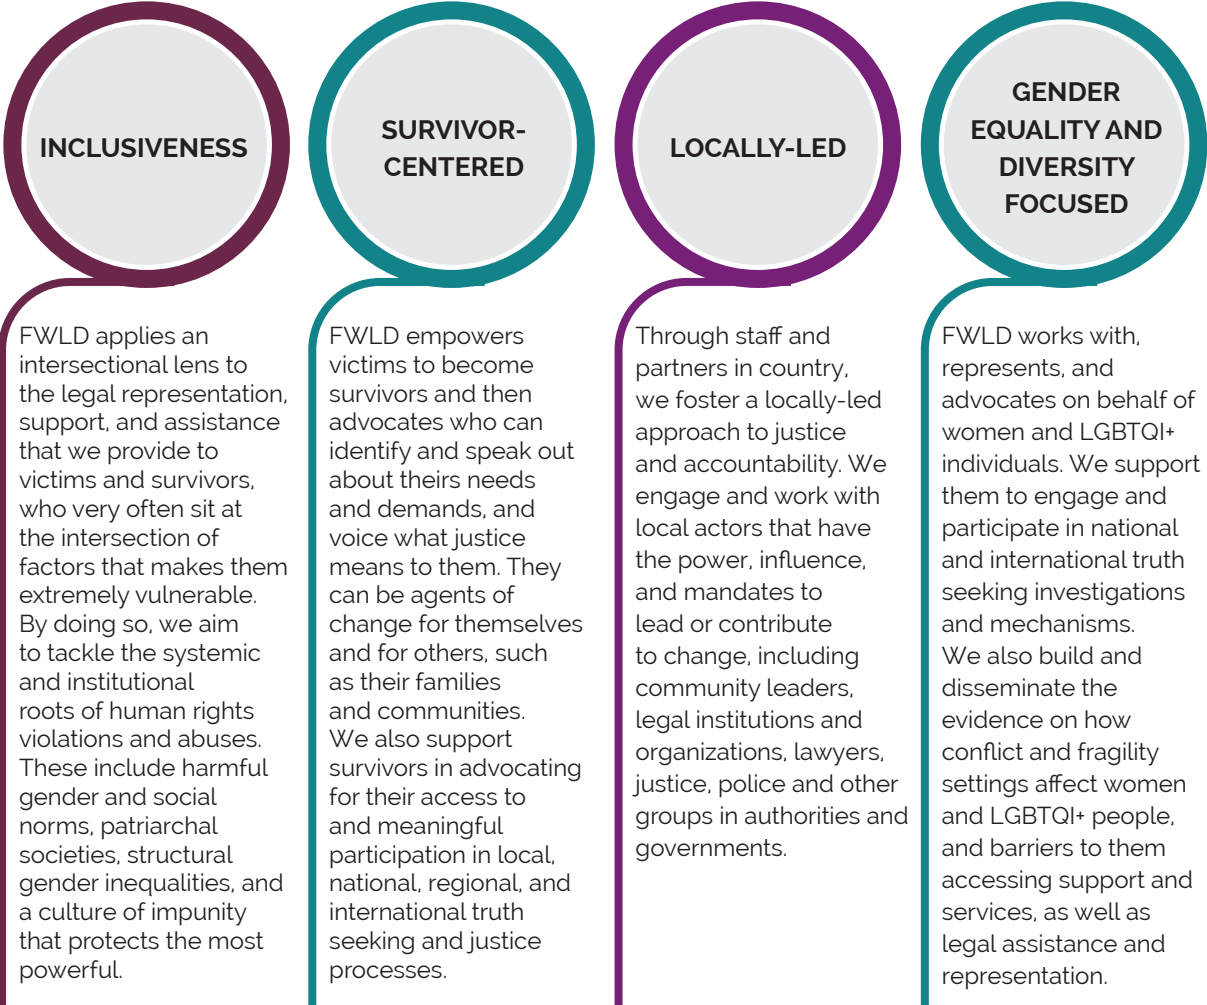 INCLUSIVENESS
FWLD applies an
intersectional lens to
the legal representation,
support, and assistance
that we provide to
victims and survivors,
who very often sit at
the intersection of
factors that makes them
extremely vulnerable.
By doing so, we aim
to tackle the systemic
and institutional
roots of human rights
violations and abuses.
These include harmful
gender and social
norms, patriarchal
societies, structural
gender inequalities, and
a culture of impunity
that protects the most
powerful.
SURVIVOR-
CENTERED
FWLD empowers
victims to become
survivors and then
advocates who can
identify and speak out
about theirs needs
and demands, and
voice what justice
means to them. They
can be agents of
change for themselves
and for others, such
as their families
and communities.
We also support
survivors in advocating
for their access to
and meaningful
participation in local,
national, regional, and
international truth
seeking and justice
processes.
LOCALLY-LED
Through staff and
partners in country,
we foster a locally-led
approach to justice
and accountability. We
engage and work with
local actors that have
the power, influence,
and mandates to
lead or contribute
to change, including
community leaders,
legal institutions and
organizations, lawyers,
justice, police and other
groups in authorities and
governments.
GENDER
EQUALITY AND
DIVERSITY
FOCUSED
FWLD works with,
represents, and
advocates on behalf of
women and LGBTQI+
individuals. We support
them to engage and
participate in national
and international truth
seeking investigations
and mechanisms.
We also build and
disseminate the
evidence on how
conflict and fragility
settings affect women
and LGBTQI+ people,
and barriers to them
accessing support and
services, as well as
legal assistance and
representation.